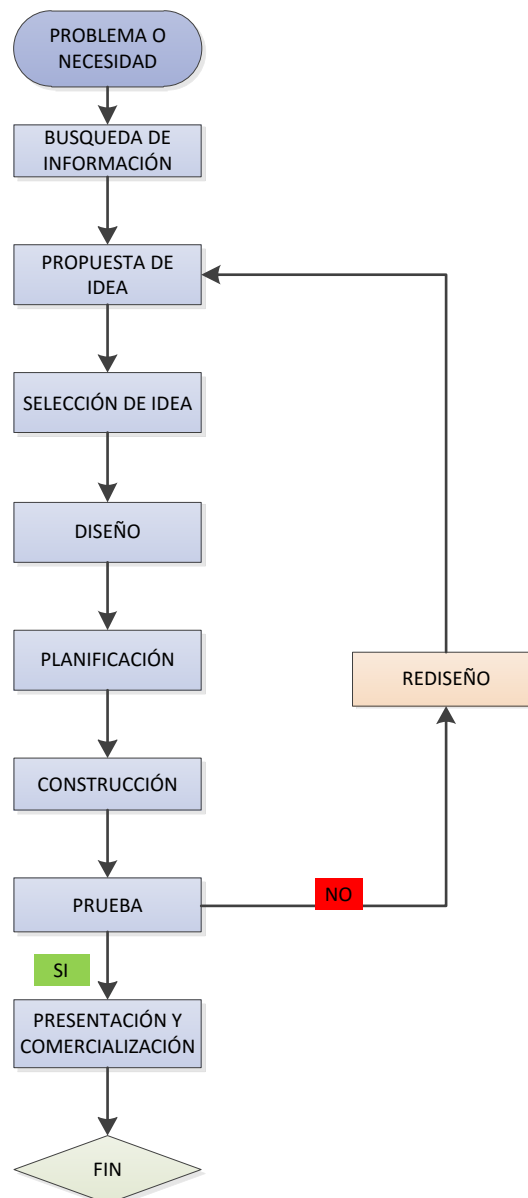 PROBLEMA O
NECESIDAD
BUSQUEDA DE
INFORMACIÓN
PROPUESTA DE
IDEA
SELECCIÓN DE IDEA
DISEÑO
PLANIFICACIÓN
REDISEÑO
CONSTRUCCIÓN
PRUEBA
NO
SI
PRESENTACIÓN Y
COMERCIALIZACIÓN
FIN